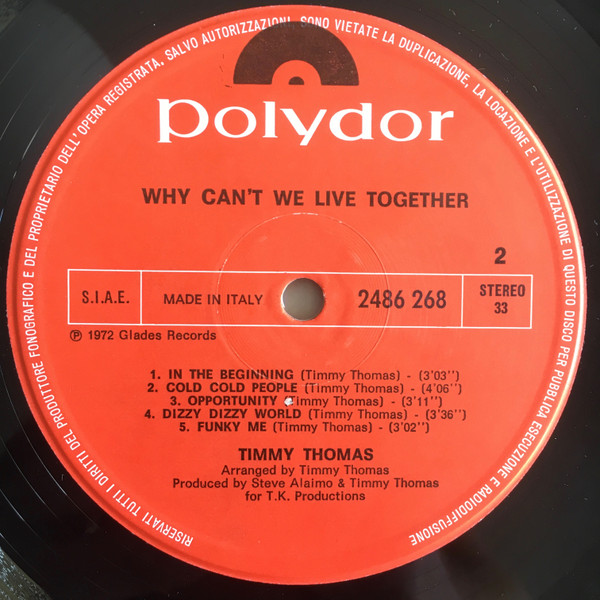 RISERVATI TUTTI I DIRITTI DEL PRODUTTORE FONOGRAFICO E DEL PROPRIETARIO DELL'OPERA REGISTRATA, SALVO AUTORIZZAZIONI, SONO VIETATE LA DUPLICAZIONE, LA LOCAZIONE E L'UTILIZZAZIONE DI QUESTO DISCO PER PUBBLICA ESECUZIONE E RADIODIFFUSIONE
polydor
WHY CAN'T WE LIVE TOGETHER
2
S.I.A.E. MADE IN ITALY 2486 268 STEREO
33
Ⓟ 1972 Glades Records
1. IN THE BEGINNING (Timmy Thomas) - (3'03'')
2. COLD COLD PEOPLE (Timmy Thomas) - (4'06'')
3. OPPORTUNITY (Timmy Thomas) - (3'11'')
4. DIZZY DIZZY WORLD (Timmy Thomas) - (3'36'')
5. FUNKY ME (Timmy Thomas) - (3'02'')
TIMMY THOMAS
Arranged by Timmy Thomas
Produced by Steve Alaimo & Timmy Thomas
for T.K. Productions